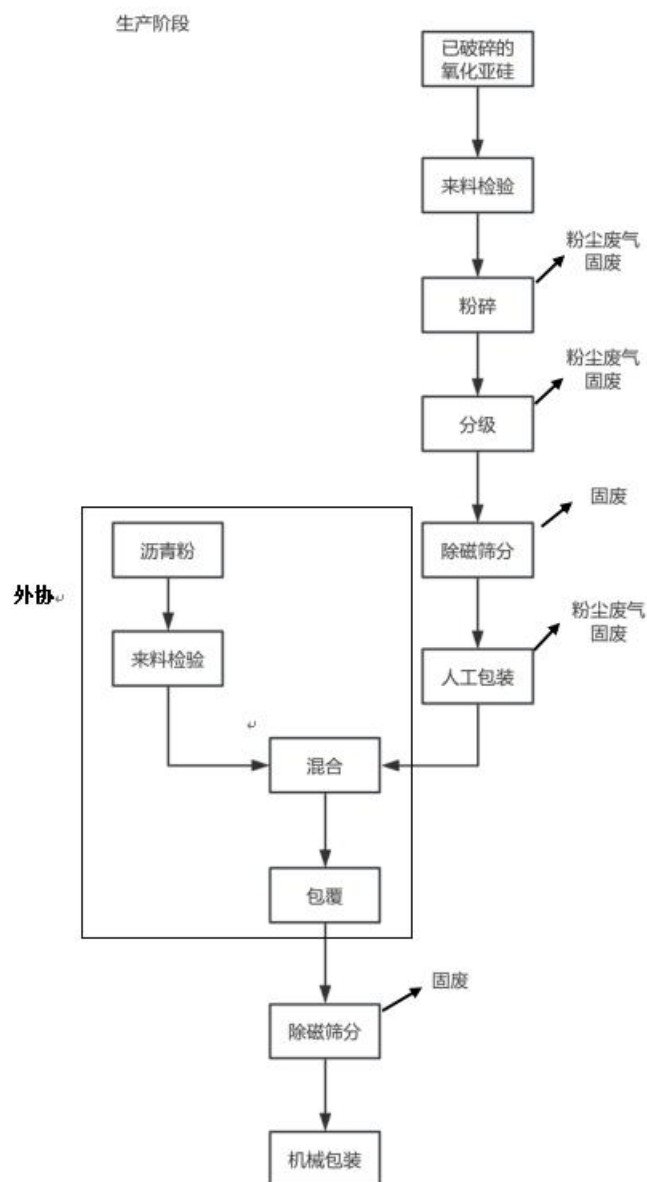 生产阶段
已破碎的
氧化亚硅
来料检验
粉尘废气
固废
粉碎
粉尘废气
固废
分级
固废
除磁筛分
沥青粉
外协
粉尘废气
固废
来料检验
人工包装
混合
包覆
固废
除磁筛分
机械包装